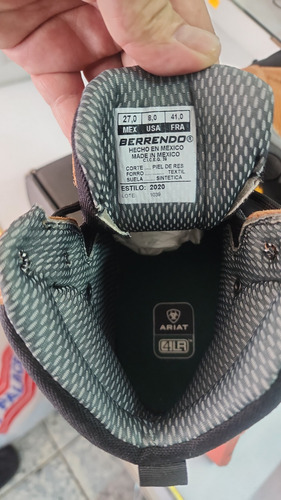 27,0 8,0 41,0
MEX USA FRA
BERRENDO®
HECHO EN MEXICO
MADE IN MEXICO
CORTE .... PIEL DE RES
FORRO ........ TEXTIL
SUELA .... SINTETICA
ESTILO: 2020
LOTE:
ARIAT
4LR